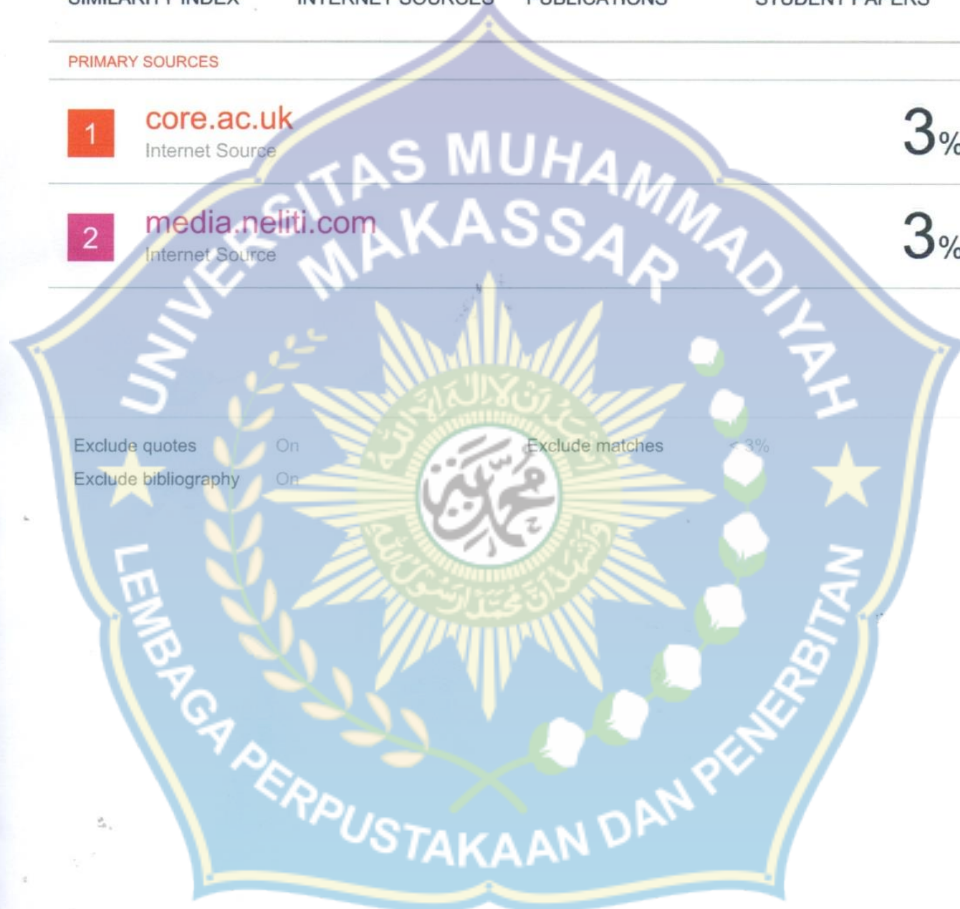 SIMILARITY INDEX INTERNET SOURCES PUBLICATIONS STUDENT PAPERS
PRIMARY SOURCES
1 core.ac.uk 3%
Internet Source
2 media.neliti.com 3%
Internet Source
UNIVERSITAS MUHAMMADIYAH
MAKASSAR
Exclude quotes On Exclude matches < 3%
Exclude bibliography On
محمدية
وَاَشْهَدُ اَنَّ مُحَمَّدًا رَسُوْلُ اللّٰهِ
LEMBAGA PERPUSTAKAAN DAN PENERBITAN